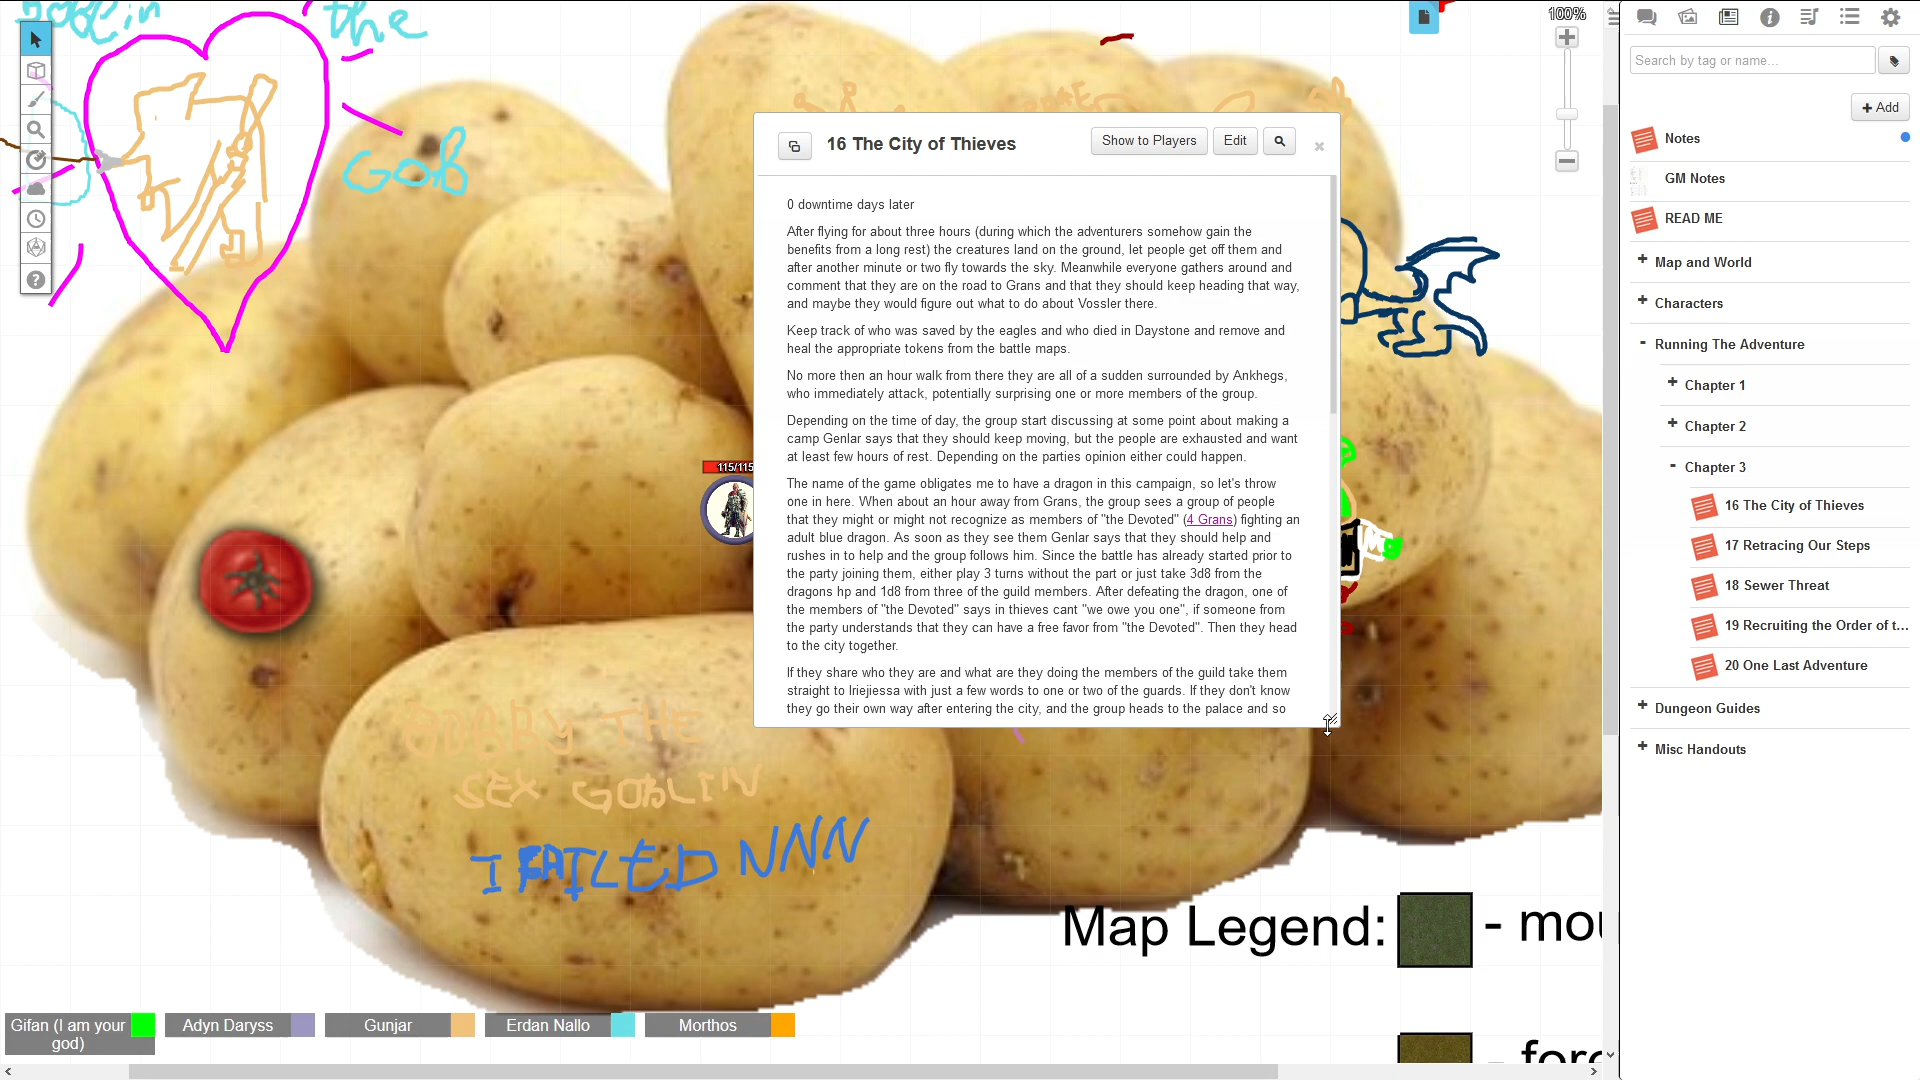 the
GOB
100%
Search by tag or name...
Add
Notes
GM Notes
READ ME
Map and World
Characters
Running The Adventure
Chapter 1
Chapter 2
Chapter 3
16 The City of Thieves
17 Retracing Our Steps
18 Sewer Threat
19 Recruiting the Order of t...
20 One Last Adventure
Dungeon Guides
Misc Handouts
16 The City of Thieves
Show to Players
Edit
0 downtime days later
After flying for about three hours (during which the adventurers somehow gain the
benefits from a long rest) the creatures land on the ground, let people get off them and
after another minute or two fly towards the sky. Meanwhile everyone gathers around and
comment that they are on the road to Grans and that they should keep heading that way,
and maybe they would figure out what to do about Vossler there.
Keep track of who was saved by the eagles and who died in Daystone and remove and
heal the appropriate tokens from the battle maps.
No more then an hour walk from there they are all of a sudden surrounded by Ankhegs,
who immediately attack, potentially surprising one or more members of the group.
Depending on the time of day, the group start discussing at some point about making a
camp Genlar says that they should keep moving, but the people are exhausted and want
at least few hours of rest. Depending on the parties opinion either could happen.
The name of the game obligates me to have a dragon in this campaign, so let's throw
one in here. When about an hour away from Grans, the group sees a group of people
that they might or might not recognize as members of "the Devoted" (4 Grans) fighting an
adult blue dragon. As soon as they see them Genlar says that they should help and
rushes in to help and the group follows him. Since the battle has already started prior to
the party joining them, either play 3 turns without the part or just take 3d8 from the
dragons hp and 1d8 from three of the guild members. After defeating the dragon, one of
the members of "the Devoted" says in thieves cant "we owe you one", if someone from
the party understands that they can have a free favor from "the Devoted". Then they head
to the city together.
If they share who they are and what are they doing the members of the guild take them
straight to Iriejiessa with just a few words to one or two of the guards. If they don't know
they go their own way after entering the city, and the group heads to the palace and so
115/115
BOBBY THE
SEX GOBLIN
I FAILED NNN
Map Legend:
- mou
- fore
Gifan (I am your
god)
Adyn Daryss
Gunjar
Erdan Nallo
Morthos